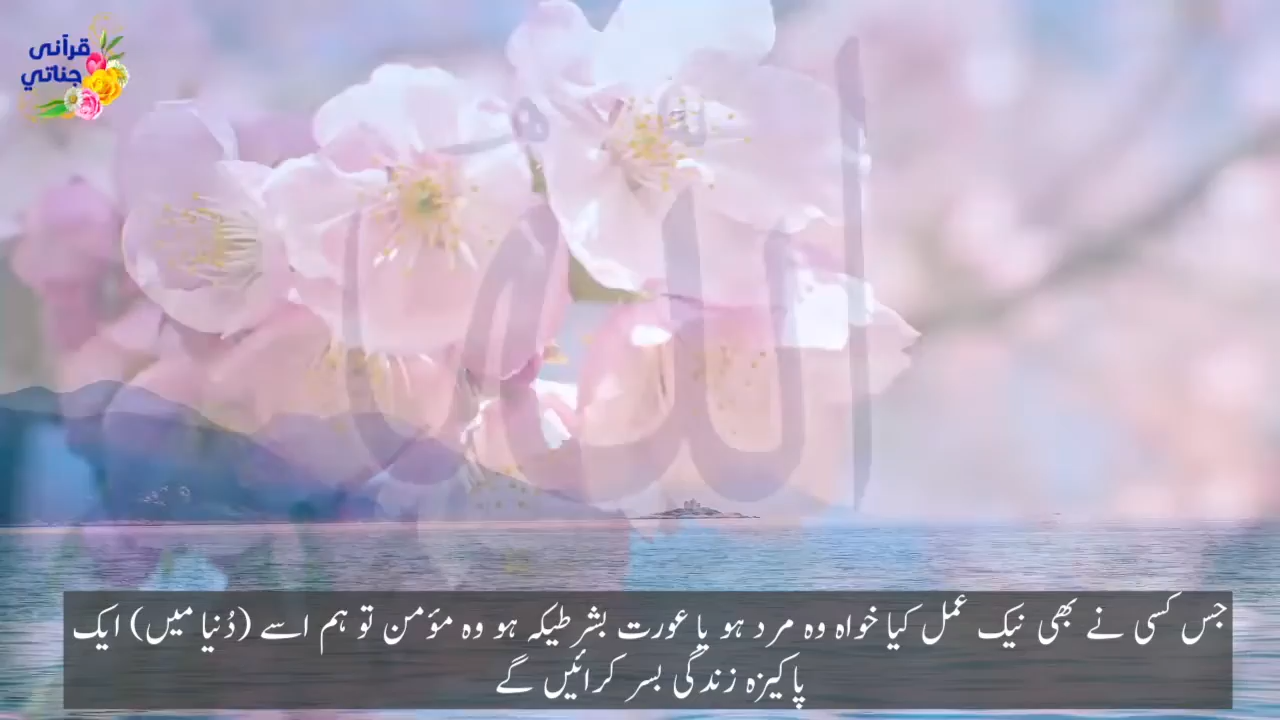 قرآنی
جناتي
الله
جس کسی نے بھی نیک عمل کیا خواہ وہ مرد ہو یا عورت بشرطیکہ ہو وہ مؤمن تو ہم اسے (دُنیا میں) ایک
پاکیزہ زندگی بسر کرائیں گے